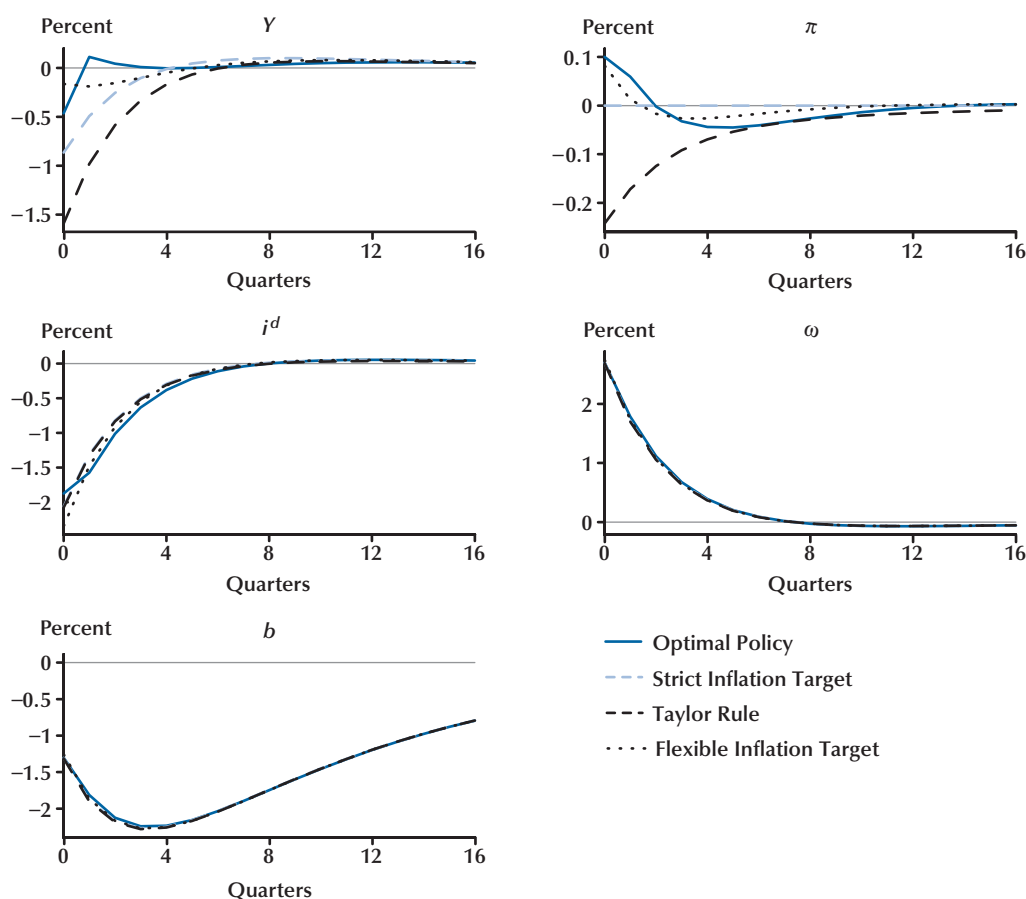 Percent
Y
0
−0.5
−1
−1.5
0
4
8
12
16
Quarters
Percent
π
0.1
0
−0.1
−0.2
0
4
8
12
16
Quarters
Percent
i^d
0
−0.5
−1
−1.5
−2
0
4
8
12
16
Quarters
Percent
ω
2
1
0
0
4
8
12
16
Quarters
Percent
b
0
−0.5
−1
−1.5
−2
0
4
8
12
16
Quarters
Optimal Policy
Strict Inflation Target
Taylor Rule
Flexible Inflation Target